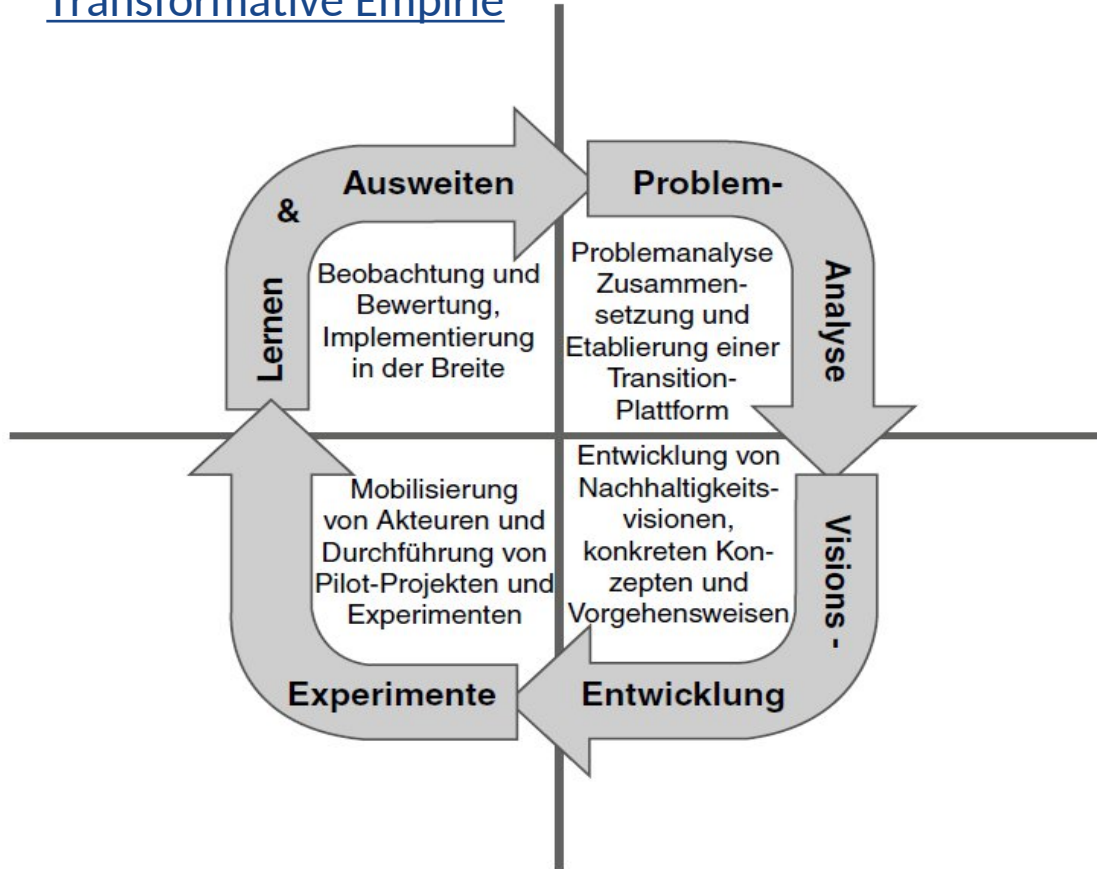 Transformative Empirie
Ausweiten
&
Lernen
Beobachtung und
Bewertung,
Implementierung
in der Breite
Problem-
Analyse
Problemanalyse
Zusammen-
setzung und
Etablierung einer
Transition-
Plattform
Entwicklung von
Nachhaltigkeits-
visionen,
konkreten Kon-
zepten und
Vorgehensweisen
Visions -
Entwicklung
Mobilisierung
von Akteuren und
Durchführung von
Pilot-Projekten und
Experimenten
Experimente